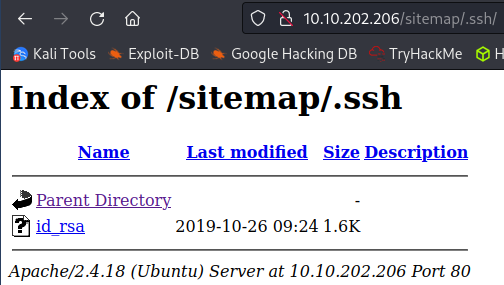 10.10.202.206/sitemap/.ssh/
Kali Tools Exploit-DB Google Hacking DB TryHackMe H
Index of /sitemap/.ssh
Name Last modified Size Description
Parent Directory -
id_rsa 2019-10-26 09:24 1.6K
Apache/2.4.18 (Ubuntu) Server at 10.10.202.206 Port 80